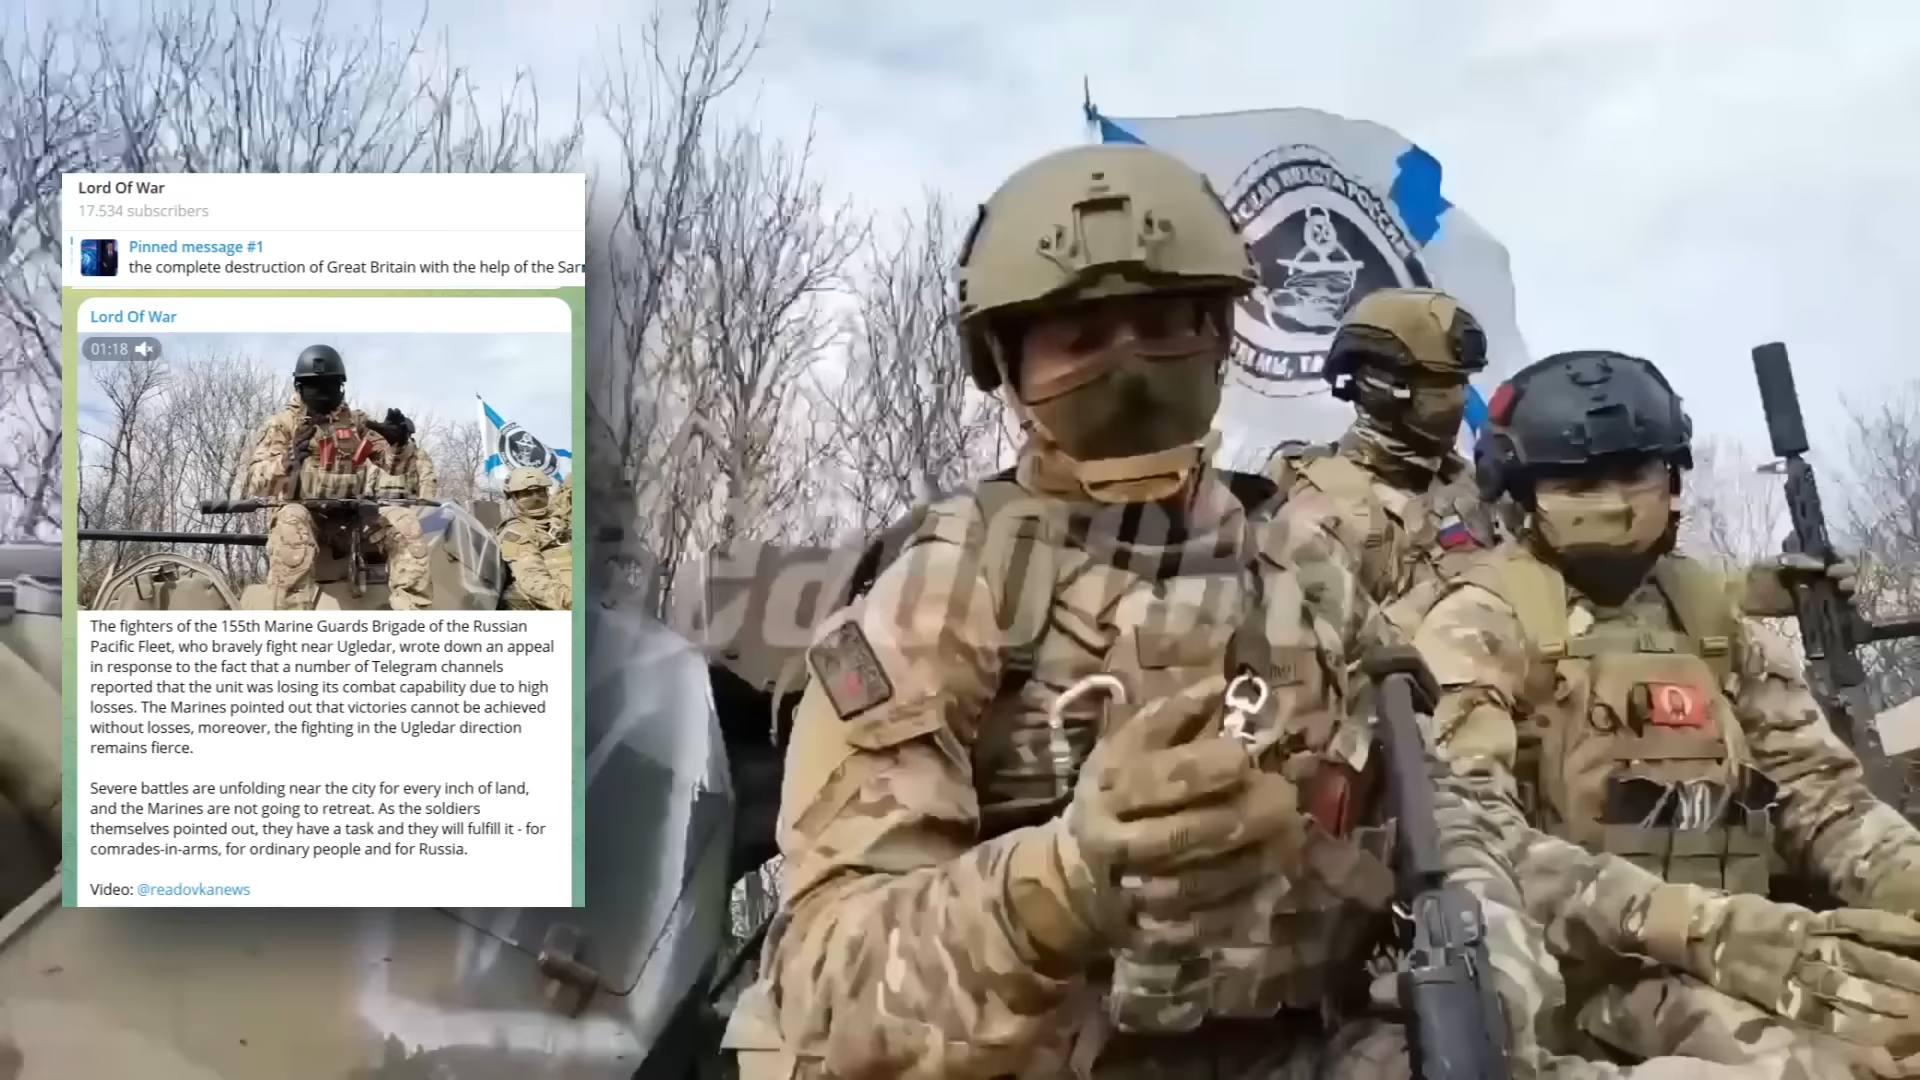 Lord Of War
17.534 subscribers
Pinned message #1
the complete destruction of Great Britain with the help of the Sar
Lord Of War
01:18
The fighters of the 155th Marine Guards Brigade of the Russian
Pacific Fleet, who bravely fight near Ugledar, wrote down an appeal
in response to the fact that a number of Telegram channels
reported that the unit was losing its combat capability due to high
losses. The Marines pointed out that victories cannot be achieved
without losses, moreover, the fighting in the Ugledar direction
remains fierce.
Severe battles are unfolding near the city for every inch of land,
and the Marines are not going to retreat. As the soldiers
themselves pointed out, they have a task and they will fulfill it - for
comrades-in-arms, for ordinary people and for Russia.
Video: @readovkanews
ПЕХОТА РОССИИ